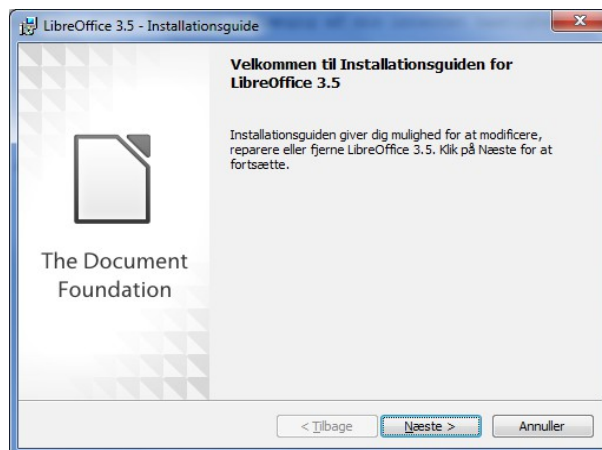 LibreOffice 3.5 - Installationsguide
Velkommen til Installationsguiden for
LibreOffice 3.5
Installationsguiden giver dig mulighed for at modificere,
reparere eller fjerne LibreOffice 3.5. Klik på Næste for at
fortsætte.
The Document
Foundation
< Tilbage
Næste >
Annuller